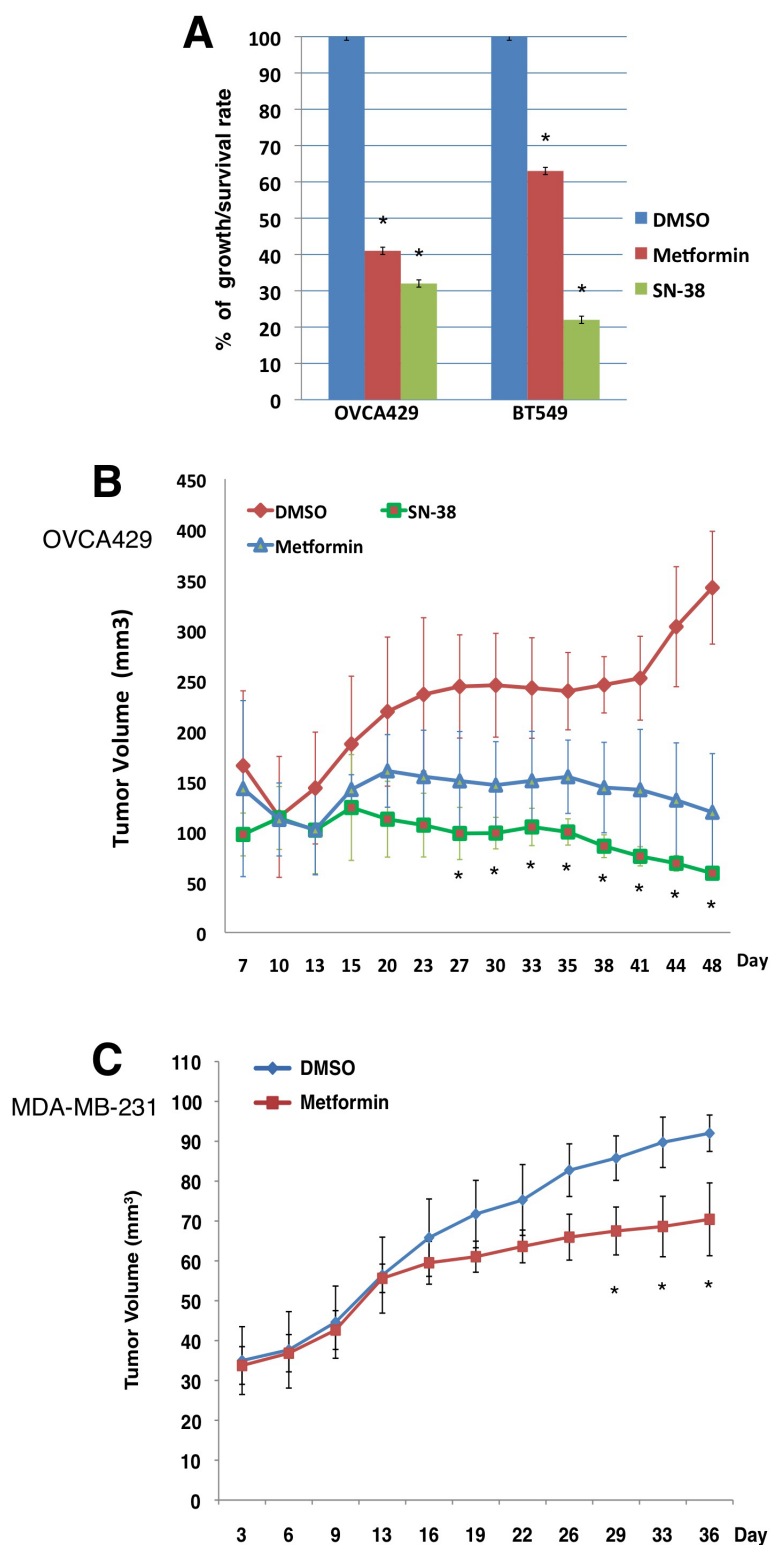 A
% of growth/survival rate
100
90
80
70
60
50
40
30
20
10
0
*
*
*
*
OVCA429 BT549
DMSO
Metformin
SN-38
B
OVCA429
Tumor Volume (mm3)
450
400
350
300
250
200
150
100
50
0
DMSO SN-38
Metformin
* * * * * * * *
7 10 13 15 20 23 27 30 33 35 38 41 44 48 Day
C
MDA-MB-231
Tumor Volume (mm³)
110
100
90
80
70
60
50
40
30
20
10
0
DMSO
Metformin
* * *
3 6 9 13 16 19 22 26 29 33 36 Day